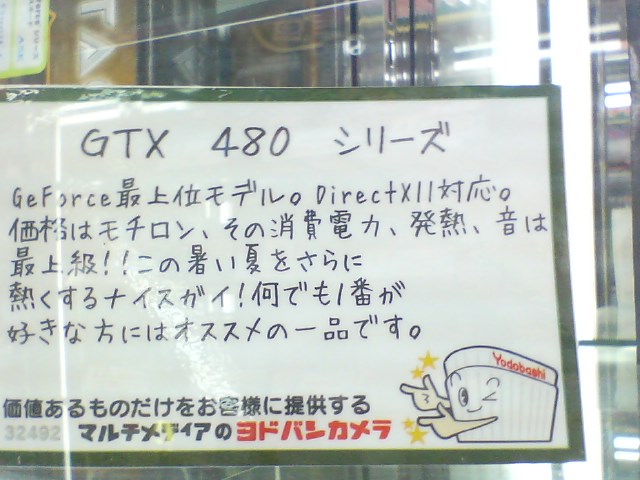 GTX 480 シリーズ
GeForce最上位モデル。DirectX11対応。
価格はモチロン、その消費電力、発熱、音は
最上級!!この暑い夏をさらに
熱くするナイスガイ!何でも1番が
好きな方にはオススメの一品です。
Yodobashi
価値あるものだけをお客様に提供する
32492 マルチメディアのヨドバシカメラ